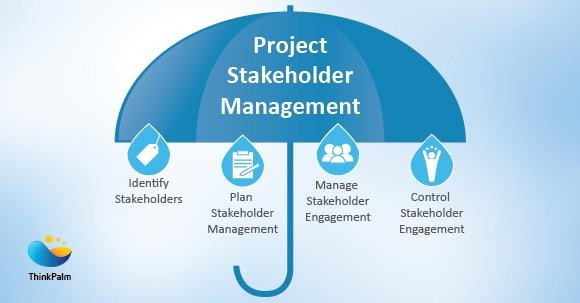 Project
Stakeholder
Management
Identify
Stakeholders
Plan
Stakeholder
Management
Manage
Stakeholder
Engagement
Control
Stakeholder
Engagement
ThinkPalm